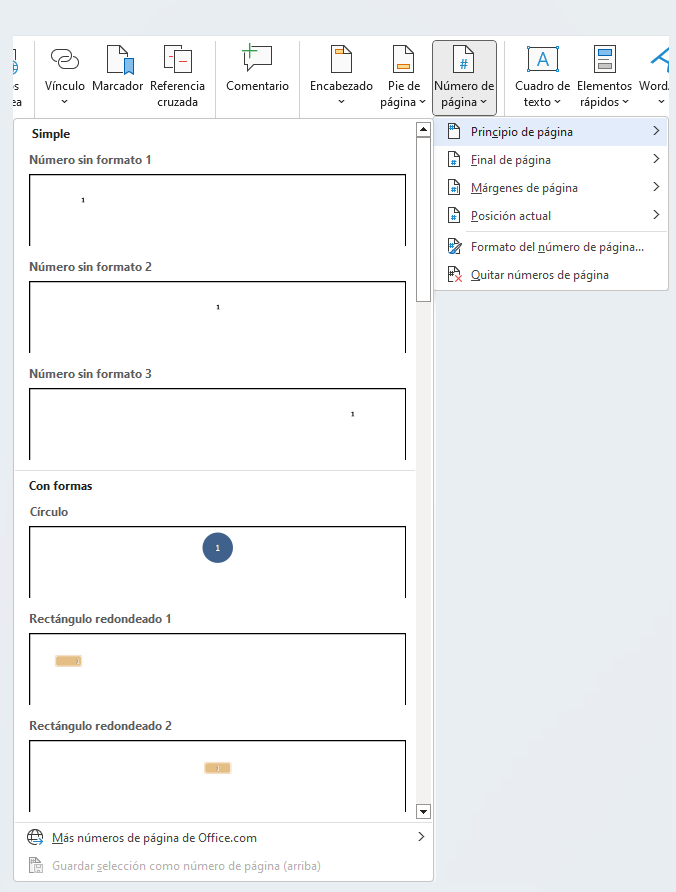 Vínculo
Marcador
Referencia
cruzada
Comentario
Encabezado
Pie de
página
Número de
página
Cuadro de
texto
Elementos
rápidos
Principio de página
Final de página
Márgenes de página
Posición actual
Formato del número de página...
Quitar números de página
Simple
Número sin formato 1
1
Número sin formato 2
1
Número sin formato 3
1
Con formas
Círculo
1
Rectángulo redondeado 1
Rectángulo redondeado 2
Más números de página de Office.com
Guardar selección como número de página (arriba)